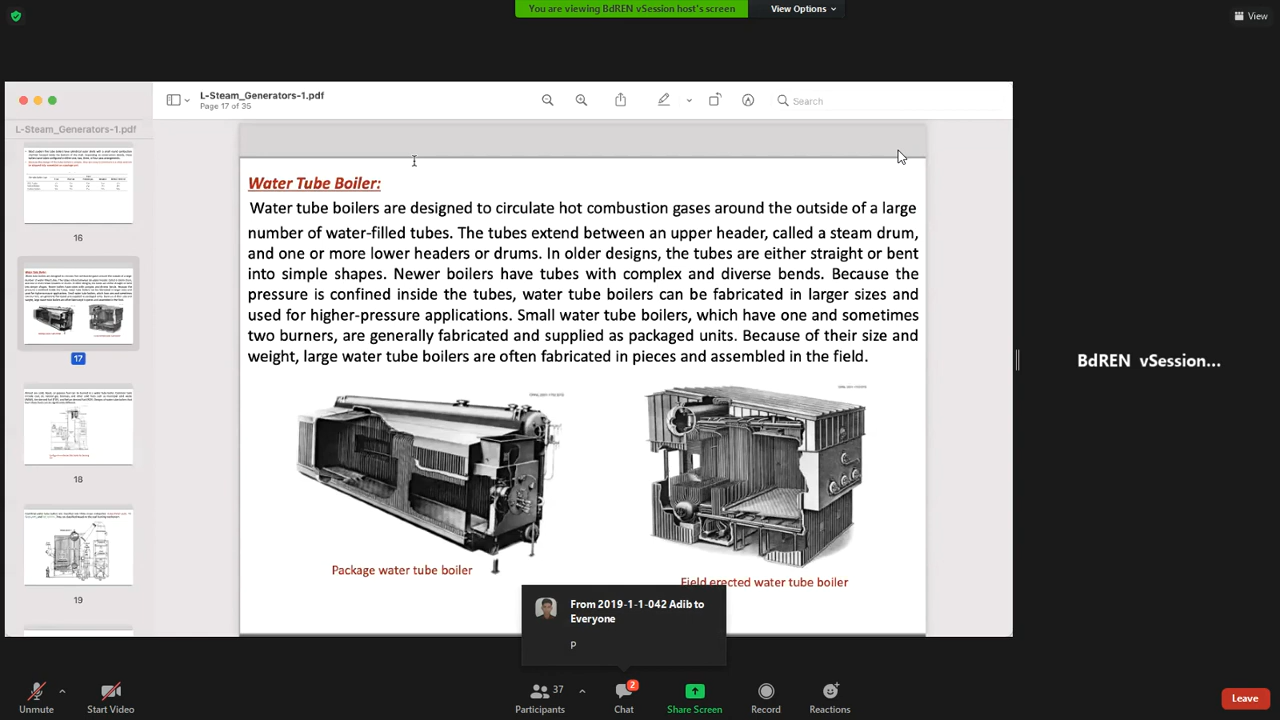 You are viewing BdREN vSession host's screen
View Options
View
L-Steam_Generators-1.pdf
Page 17 of 35
Search
L-Steam_Generators-1.pdf
16
17
18
19
Water Tube Boiler:
Water tube boilers are designed to circulate hot combustion gases around the outside of a large
number of water-filled tubes. The tubes extend between an upper header, called a steam drum,
and one or more lower headers or drums. In older designs, the tubes are either straight or bent
into simple shapes. Newer boilers have tubes with complex and diverse bends. Because the
pressure is confined inside the tubes, water tube boilers can be fabricated in larger sizes and
used for higher-pressure applications. Small water tube boilers, which have one and sometimes
two burners, are generally fabricated and supplied as packaged units. Because of their size and
weight, large water tube boilers are often fabricated in pieces and assembled in the field.
Package water tube boiler
Field erected water tube boiler
BdREN vSession...
From 2019-1-1-042 Adib to
Everyone
P
Unmute
Start Video
37
Participants
2
Chat
Share Screen
Record
Reactions
Leave